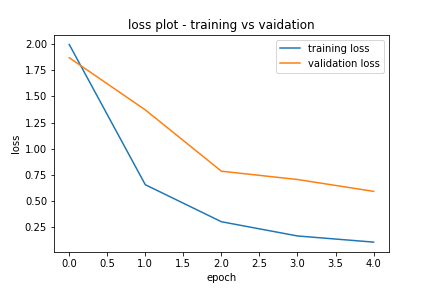 loss plot - training vs vaidation
training loss
validation loss
2.00
1.75
1.50
1.25
1.00
0.75
0.50
0.25
loss
0.0 0.5 1.0 1.5 2.0 2.5 3.0 3.5 4.0
epoch